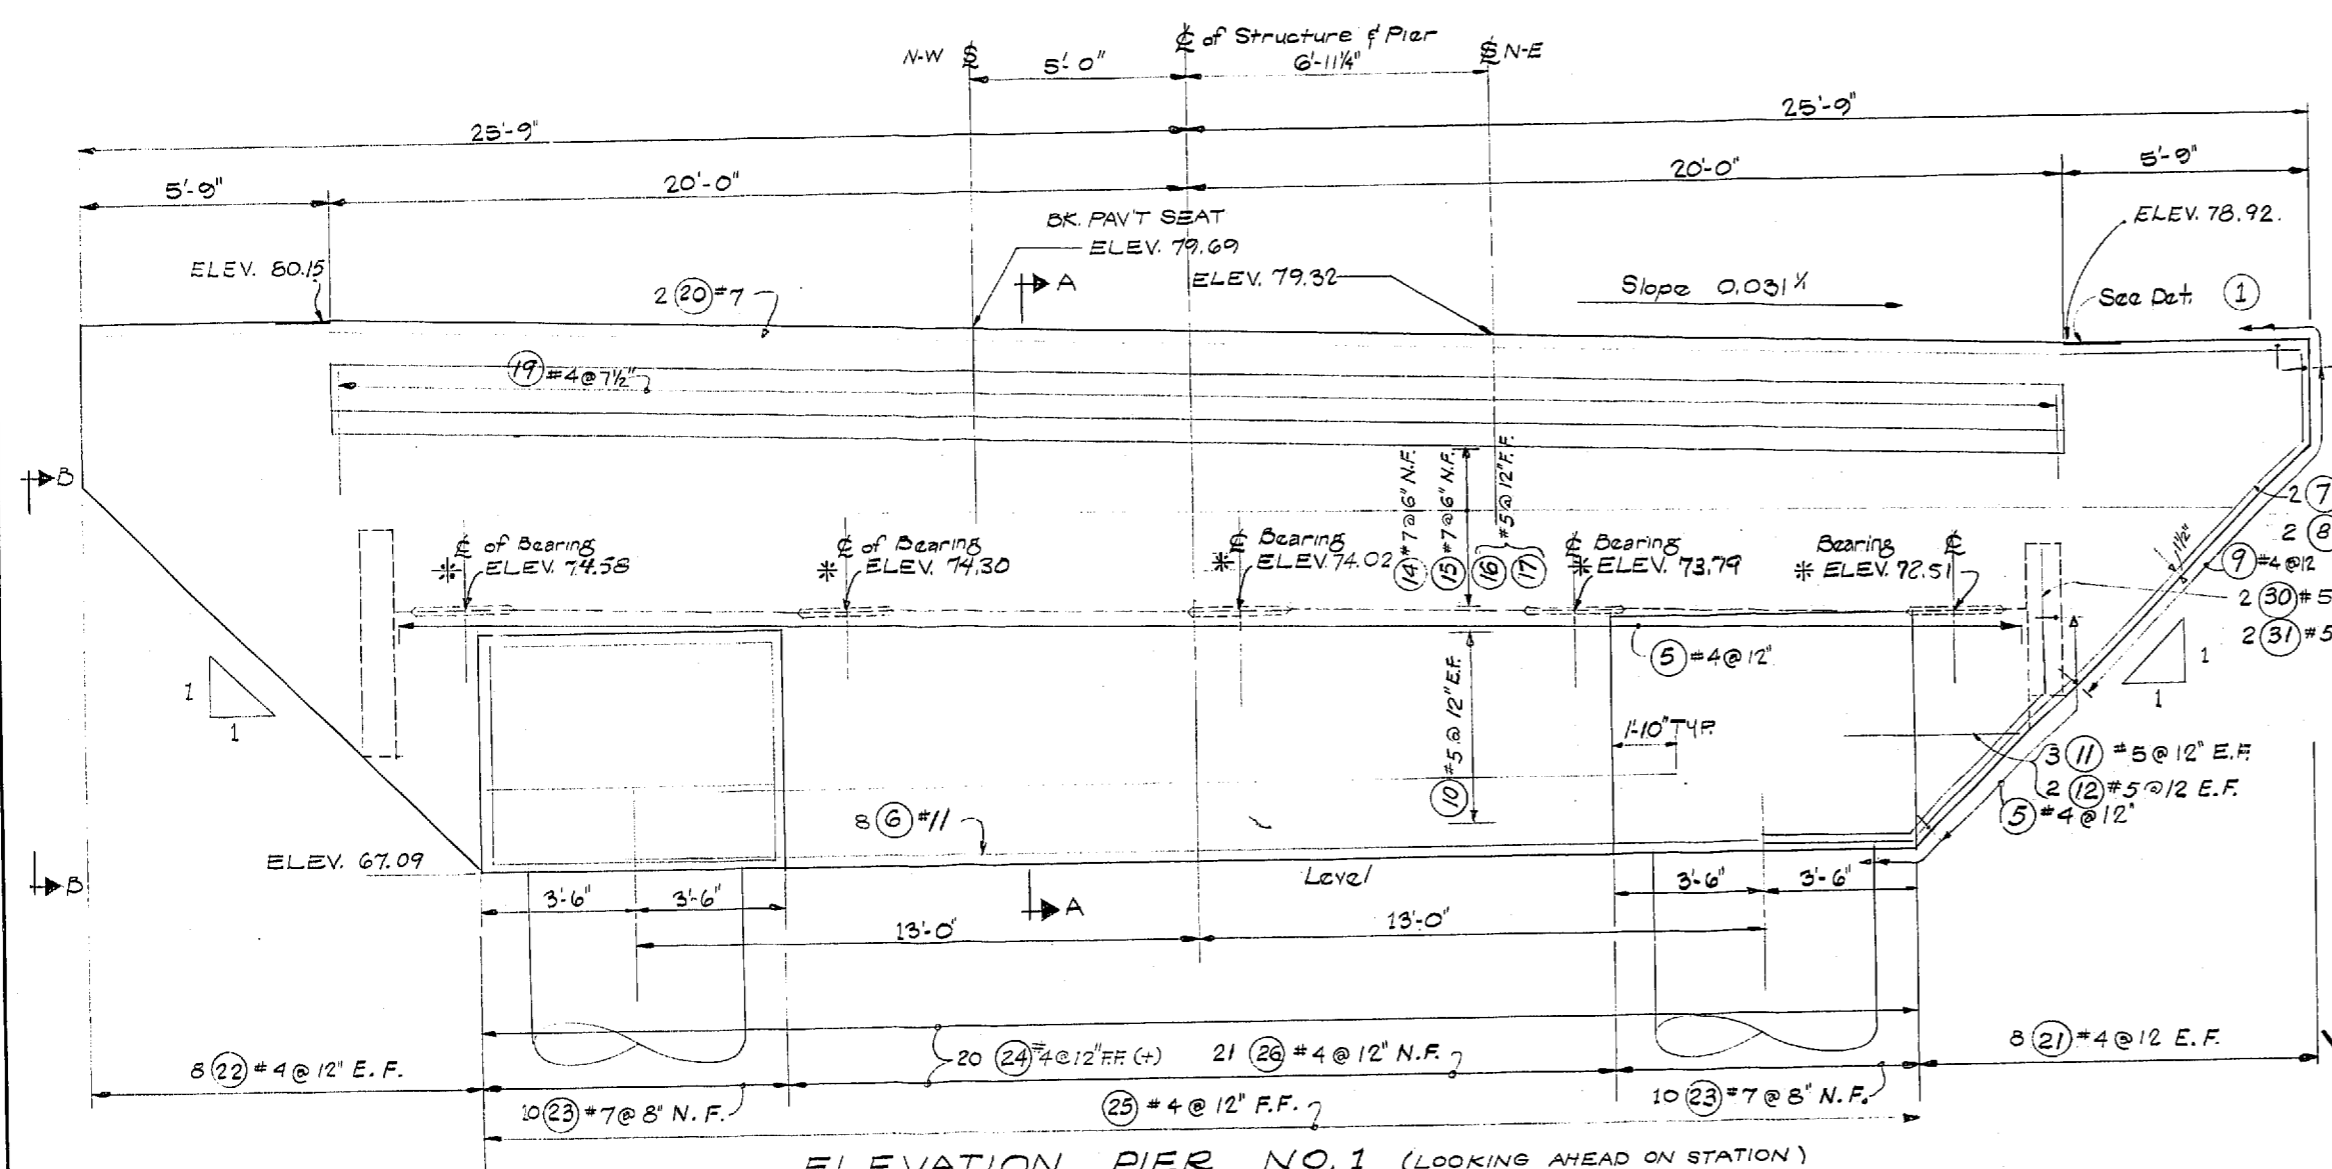 N-W ⅊ 5'-0" ℄ of Structure & Pier
6'-11¼" ⅊ N-E
25'-9" 25'-9"
5'-9" 20'-0" 20'-0" 5'-9"
BK. PAV'T SEAT
ELEV. 79.69
ELEV. 78.92.
ELEV. 80.15
2 (20) #7
A
ELEV. 79.32
Slope 0.031 1/1
See Det. (1)
(19) #4 @ 7½"
B
(14) #7 @ 6" N.F.
(15) #7 @ 6" N.F.
(16) (17) #5 @ 12" F.F.
℄ of Bearing
* ELEV. 74.58
℄ of Bearing
* ELEV. 74.30
℄ Bearing
* ELEV. 74.02
℄ Bearing
* ELEV. 73.79
Bearing ℄
* ELEV. 72.51
2 (7)
2 (8)
1½"
(9) #4 @ 12
2 (30) #5
2 (31) #5
(5) #4 @ 12"
1
1
1
1
(10) #5 @ 12" E.F.
1'-10" TYP.
3 (11) #5 @ 12" E.F.
2 (12) #5 @ 12 E.F.
(5) #4 @ 12"
8 (6) #11
ELEV. 67.09
Level
B
3'-6" 3'-6"
A
3'-6" 3'-6"
13'-0" 13'-0"
8 (22) #4 @ 12" E.F.
20 (24) #4 @ 12" F.F. (+)
21 (26) #4 @ 12" N.F.
8 (21) #4 @ 12 E.F.
10 (23) #7 @ 8" N.F.
(25) #4 @ 12" F.F.
10 (23) #7 @ 8" N.F.
ELEVATION PIER NO. 1 (LOOKING AHEAD ON STATION)